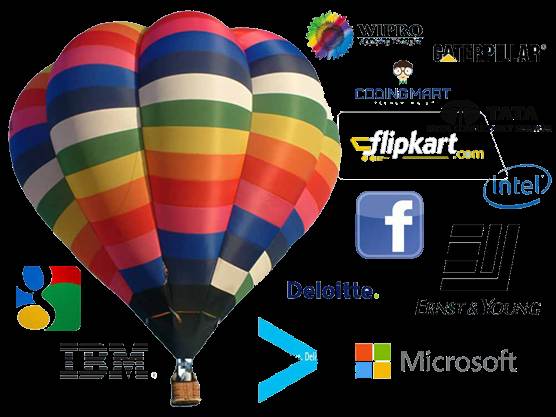 WIPRO
CATERPILLAR®
CODINGMART
TATA
flipkart
.com
intel
f
Deloitte.
ERNST & YOUNG
IBM®
Microsoft